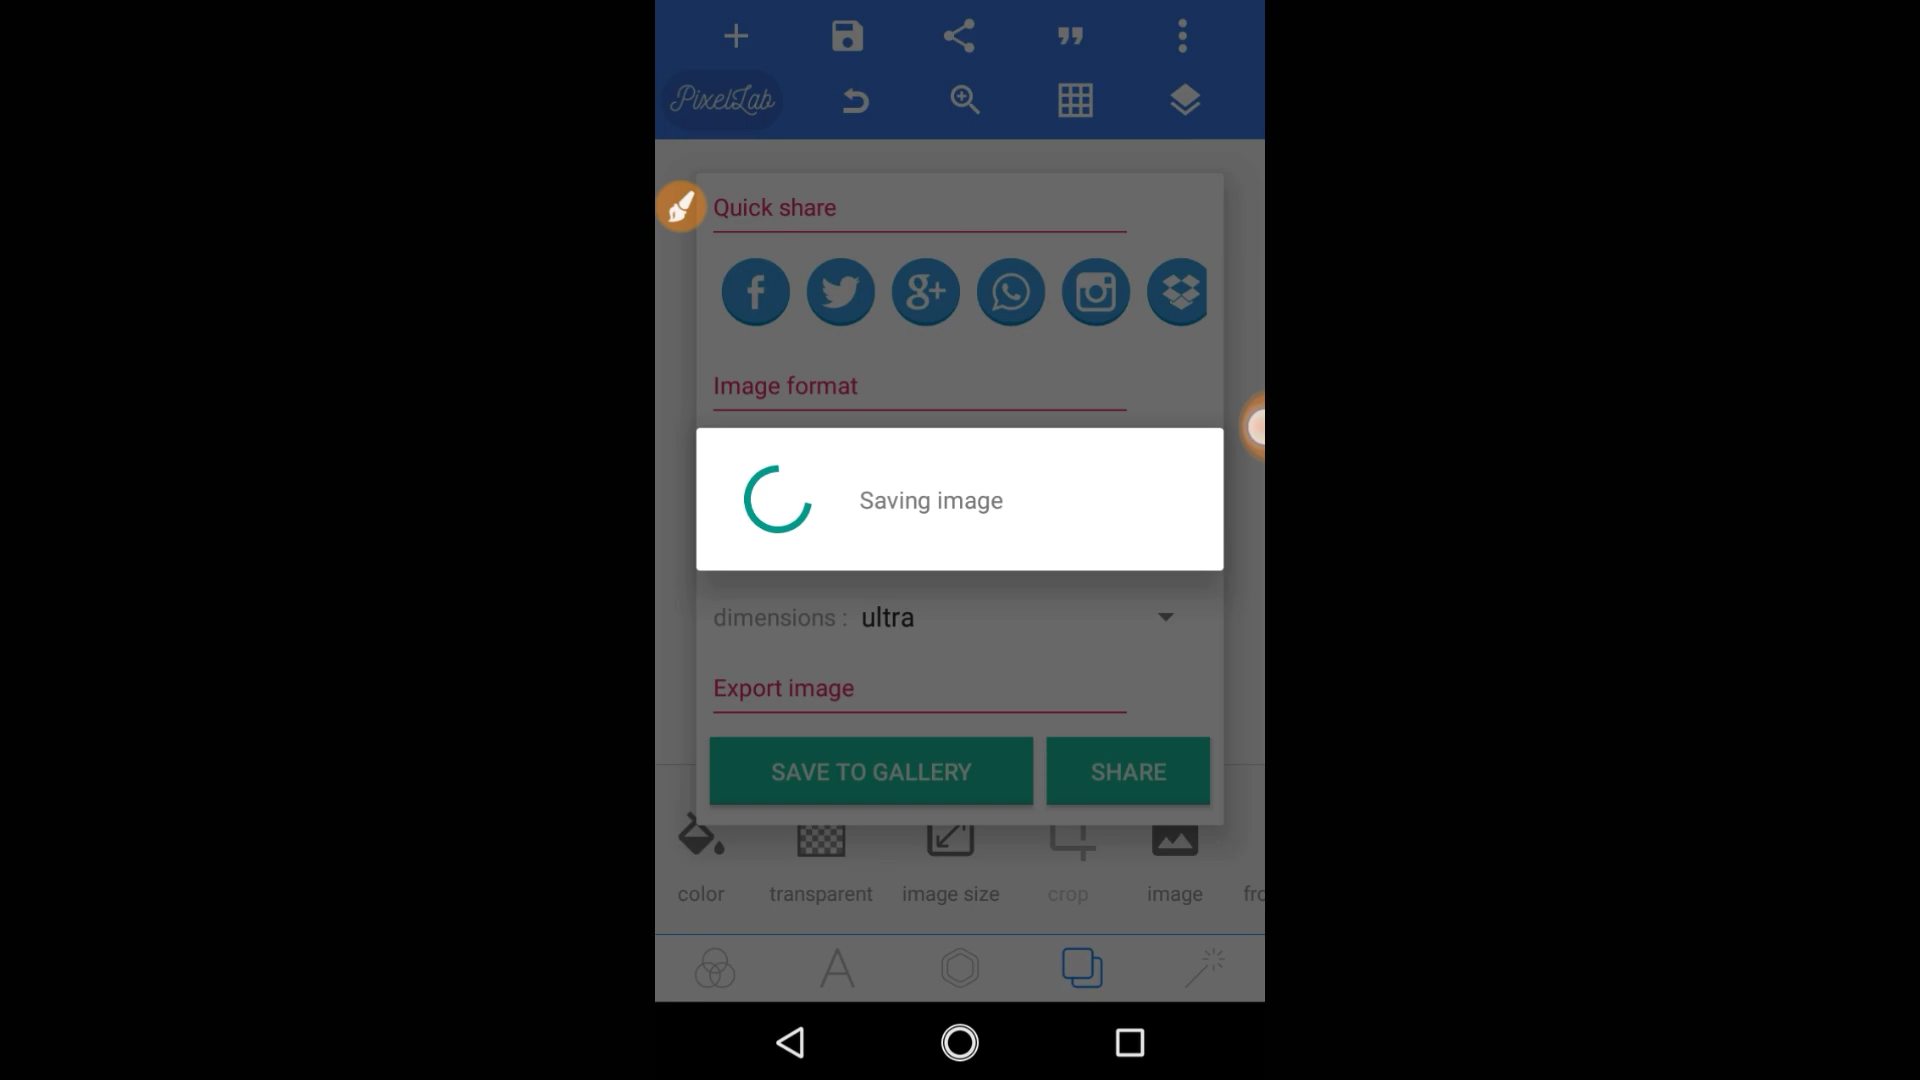 PixelLab
Quick share
Image format
Saving image
dimensions : ultra
Export image
SAVE TO GALLERY SHARE
color transparent image size crop image fro